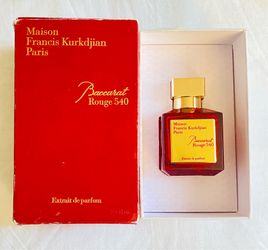 Maison
Francis Kurkdjian
Paris
Baccarat
Rouge 540
Extrait de parfum
Maison
Francis Kurkdjian
Paris
Baccarat
Rouge 540
Extrait de parfum